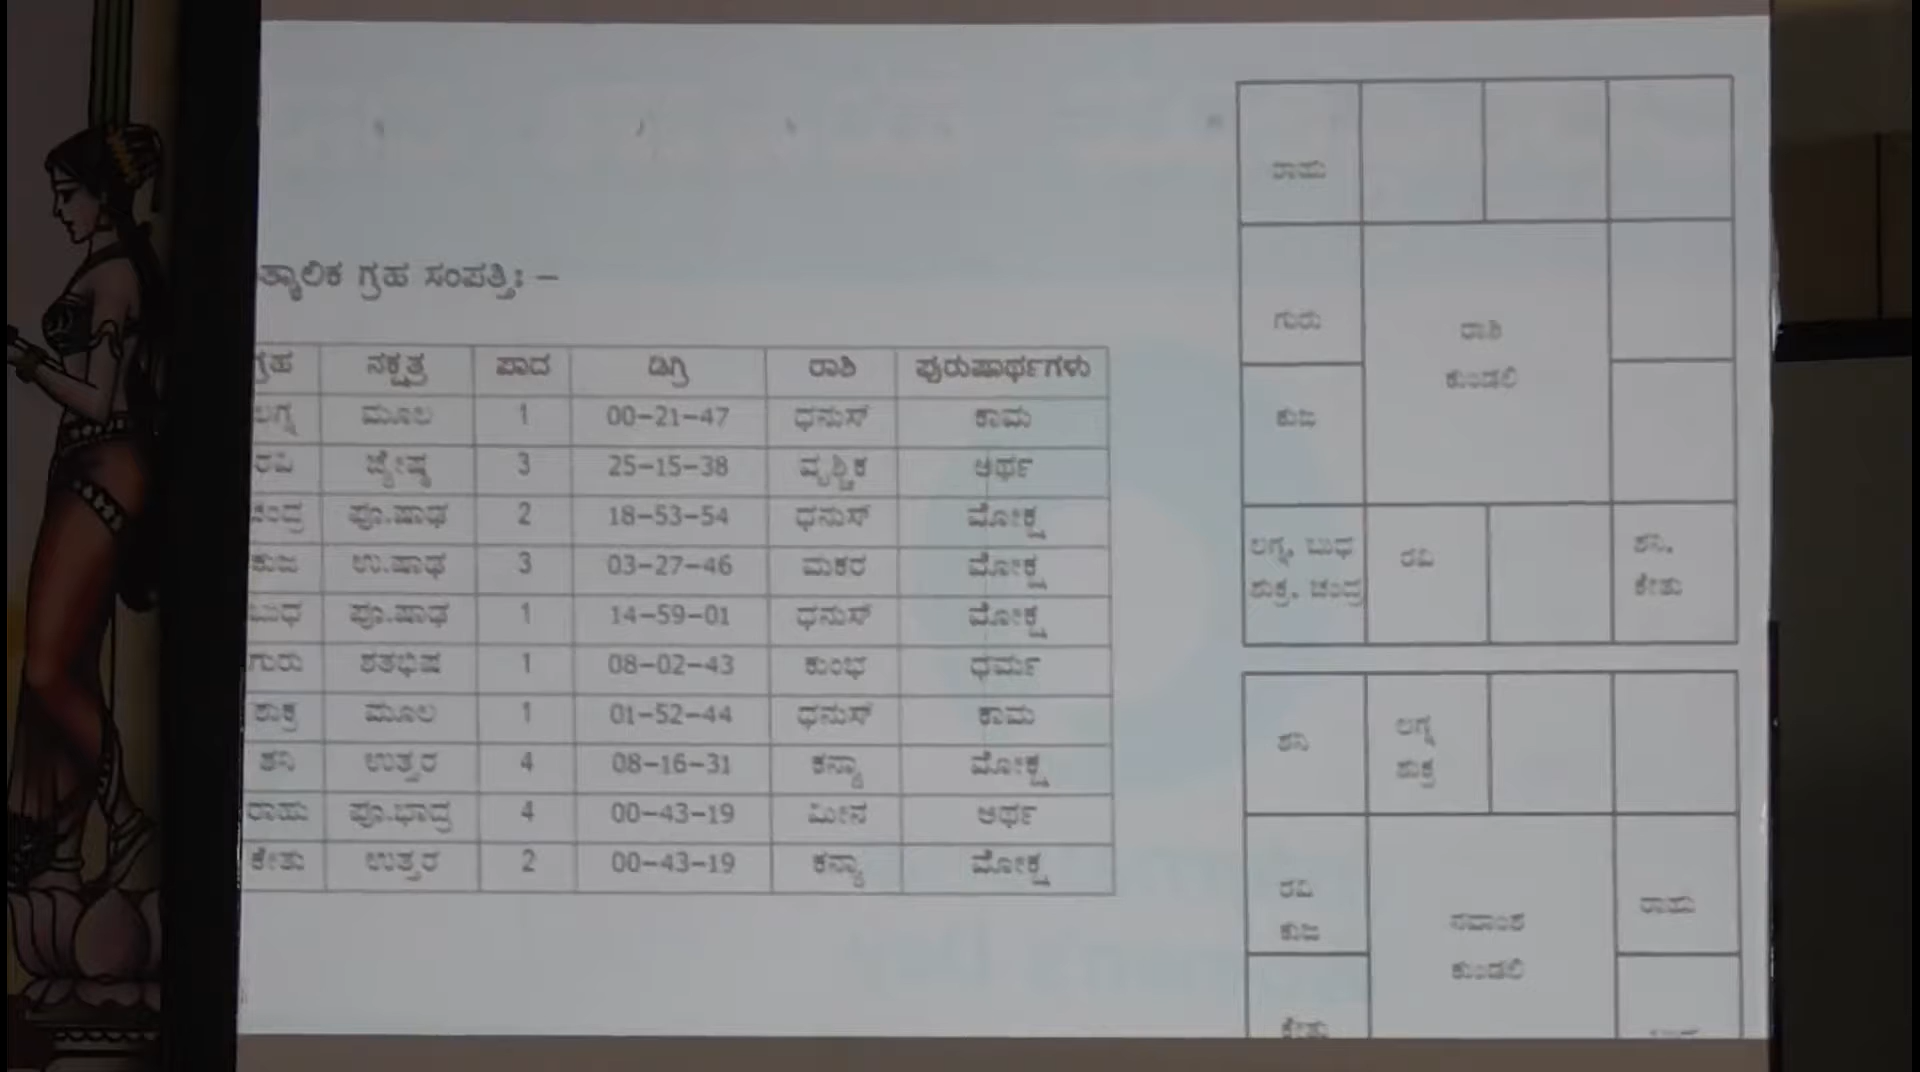 ತ್ಕಾಲಿಕ ಗ್ರಹ ಸಂಪತ್ತಿಃ –
ಗ್ರಹ ನಕ್ಷತ್ರ ಪಾದ ಡಿಗ್ರಿ ರಾಶಿ ಪುರುಷಾರ್ಥಗಳು
ಲಗ್ನ ಮೂಲ 1 00-21-47 ಧನುಸ್ ಕಾಮ
ರವಿ ಜ್ಯೇಷ್ಠ 3 25-15-38 ವೃಶ್ಚಿಕ ಅರ್ಥ
ಚಂದ್ರ ಪೂ.ಷಾಢ 2 18-53-54 ಧನುಸ್ ಮೋಕ್ಷ
ಕುಜ ಉ.ಷಾಢ 3 03-27-46 ಮಕರ ಮೋಕ್ಷ
ಬುಧ ಪೂ.ಷಾಢ 1 14-59-01 ಧನುಸ್ ಮೋಕ್ಷ
ಗುರು ಶತಭಿಷ 1 08-02-43 ಕುಂಭ ಧರ್ಮ
ಶುಕ್ರ ಮೂಲ 1 01-52-44 ಧನುಸ್ ಕಾಮ
ಶನಿ ಉತ್ತರ 4 08-16-31 ಕನ್ಯಾ ಮೋಕ್ಷ
ರಾಹು ಪೂ.ಭಾದ್ರ 4 00-43-19 ಮೀನ ಅರ್ಥ
ಕೇತು ಉತ್ತರ 2 00-43-19 ಕನ್ಯಾ ಮೋಕ್ಷ
ರಾಹು
ಗುರು
ರಾಶಿ
ಕುಂಡಲಿ
ಕುಜ
ಲಗ್ನ, ಬುಧ
ಶುಕ್ರ, ಚಂದ್ರ
ರವಿ
ಶನಿ,
ಕೇತು
ಶನಿ
ಲಗ್ನ
ಶುಕ್ರ
ರವಿ
ಕುಜ
ನವಾಂಶ
ಕುಂಡಲಿ
ರಾಹು
ಕೇತು